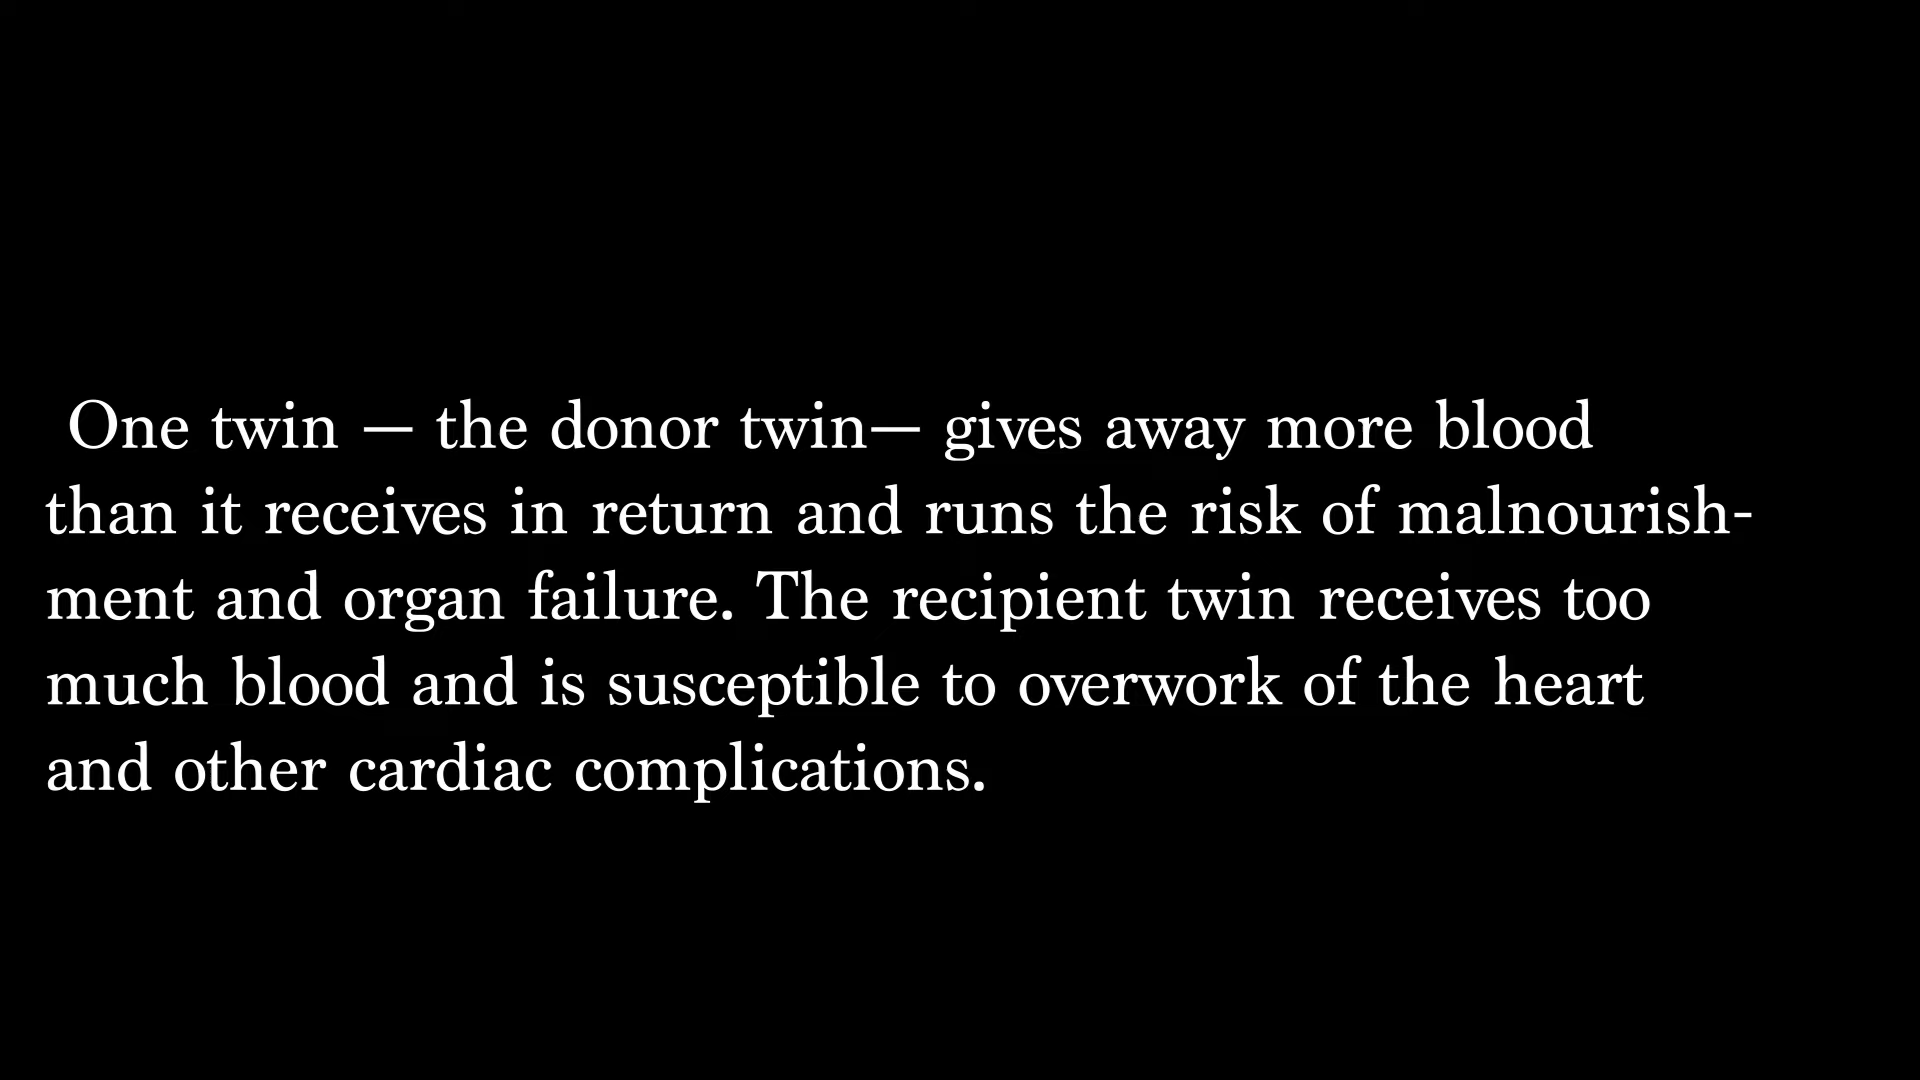 One twin — the donor twin— gives away more blood
than it receives in return and runs the risk of malnourish-
ment and organ failure. The recipient twin receives too
much blood and is susceptible to overwork of the heart
and other cardiac complications.